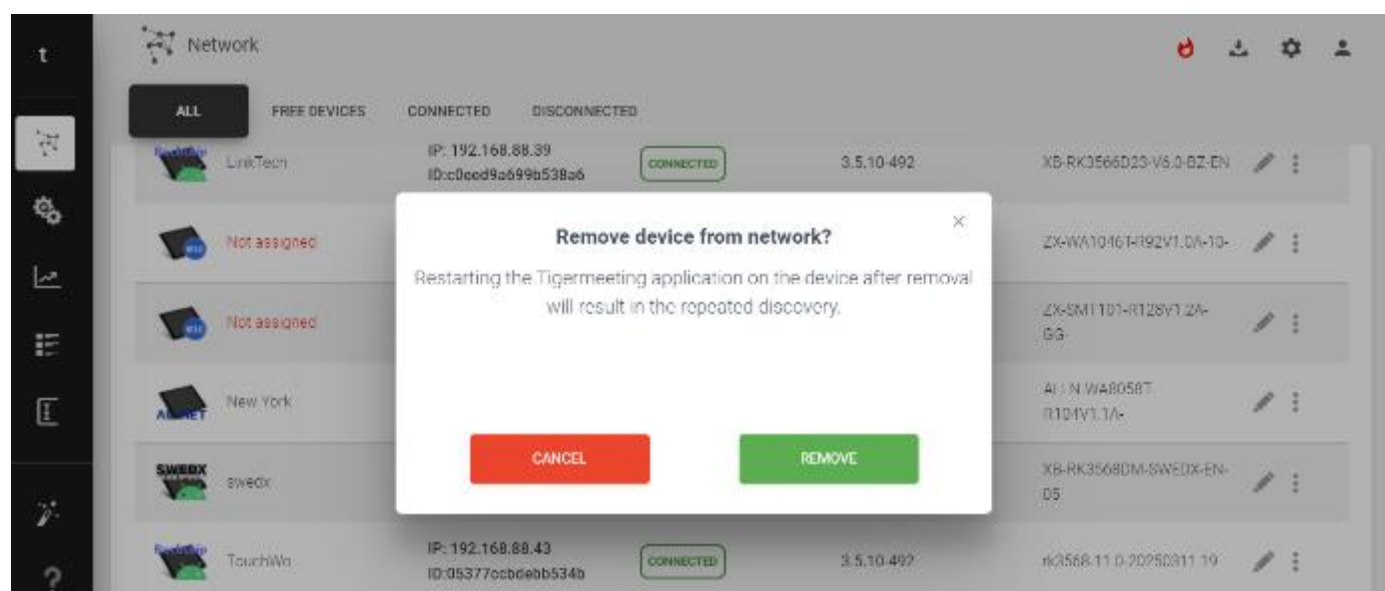 t
Network
ALL FREE DEVICES CONNECTED DISCONNECTED
LinkTech
IP: 192.168.88.39
ID:c0eed9a699b538a6
CONNECTED
3.5.10-492
XB-RK3566D23-V6.0-BZ-EN
Remove device from network?
Restarting the Tigermeeting application on the device after removal
will result in the repeated discovery.
CANCEL
REMOVE
Not assigned
ZX-WA1046T-R92V1.0A-10-
Not assigned
ZX-SMT101-R128V1.2A-
GG-
New York
ALLN-WA8058T-
R104V1.1A-
SWEDX
swedx
XB-RK3568DM-SWEDX-EN-
05
TouchWo
IP: 192.168.88.43
CONNECTED
3.5.10-492
rk3568-11.0-20250311.19
?